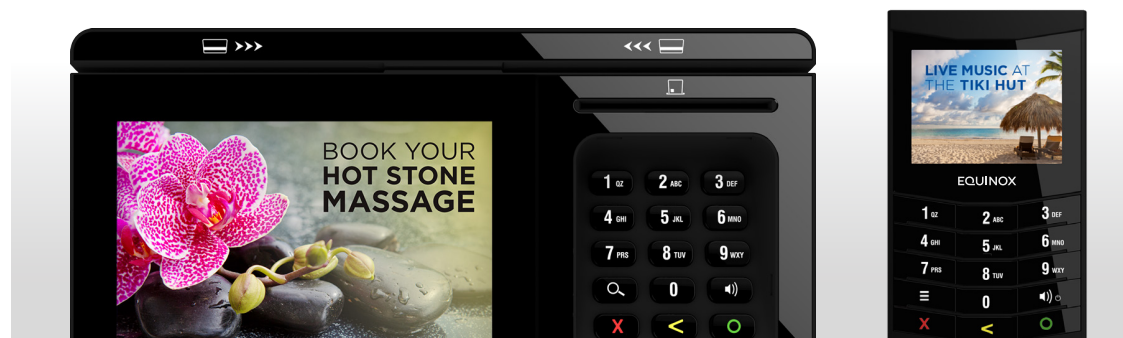 BOOK YOUR
HOT STONE
MASSAGE
1 QZ 2 ABC 3 DEF
4 GHI 5 JKL 6 MNO
7 PRS 8 TUV 9 WXY
0
X < O
LIVE MUSIC AT
THE TIKI HUT
EQUINOX
1 QZ 2 ABC 3 DEF
4 GHI 5 JKL 6 MNO
7 PRS 8 TUV 9 WXY
0
X < O